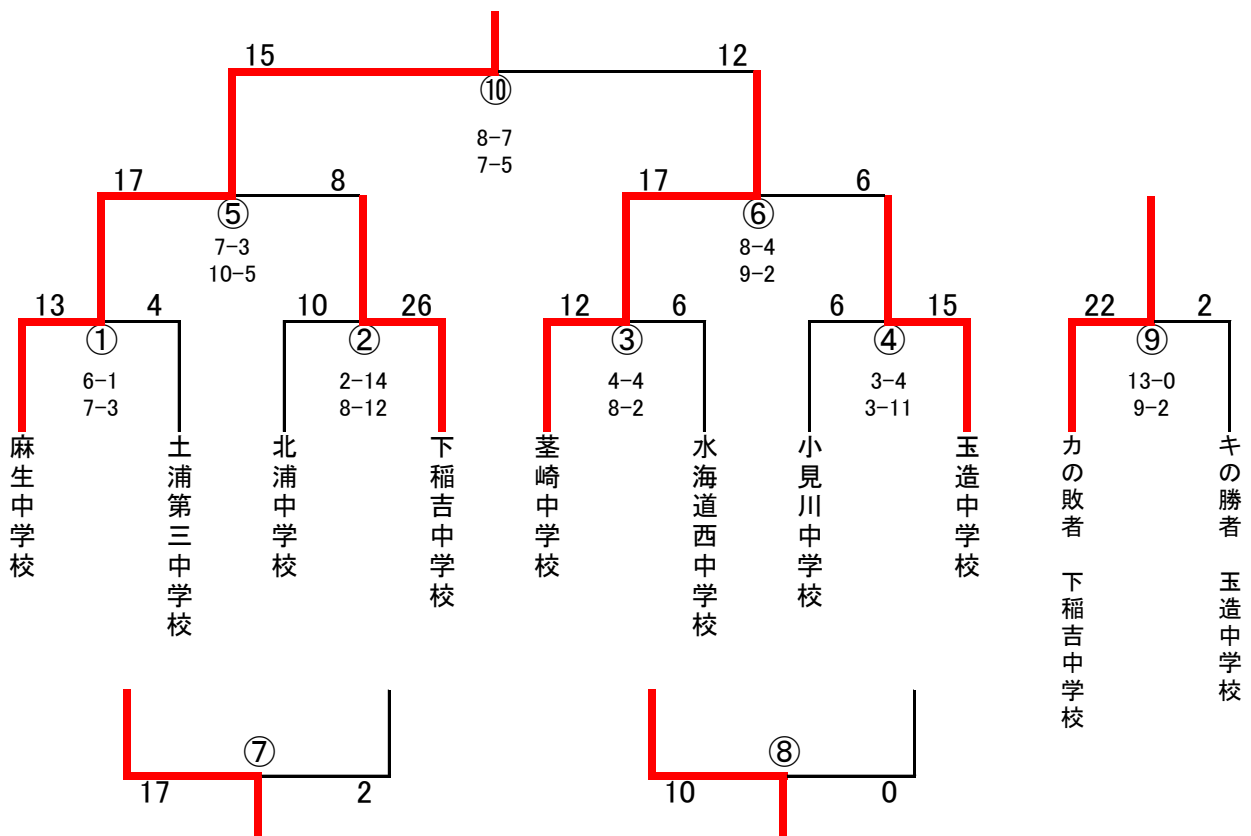 15 12
⑩
8-7
7-5
17 8 17 6
⑤ ⑥
7-3 8-4
10-5 9-2
13 4 10 26 12 6 6 15 22 2
① ② ③ ④ ⑨
6-1 2-14 4-4 3-4 13-0
7-3 8-12 8-2 3-11 9-2
麻生中学校
土浦第三中学校
北浦中学校
下稲吉中学校
茎崎中学校
水海道西中学校
小見川中学校
玉造中学校
カの敗者 下稲吉中学校
キの勝者 玉造中学校
⑦ ⑧
17 2 10 0